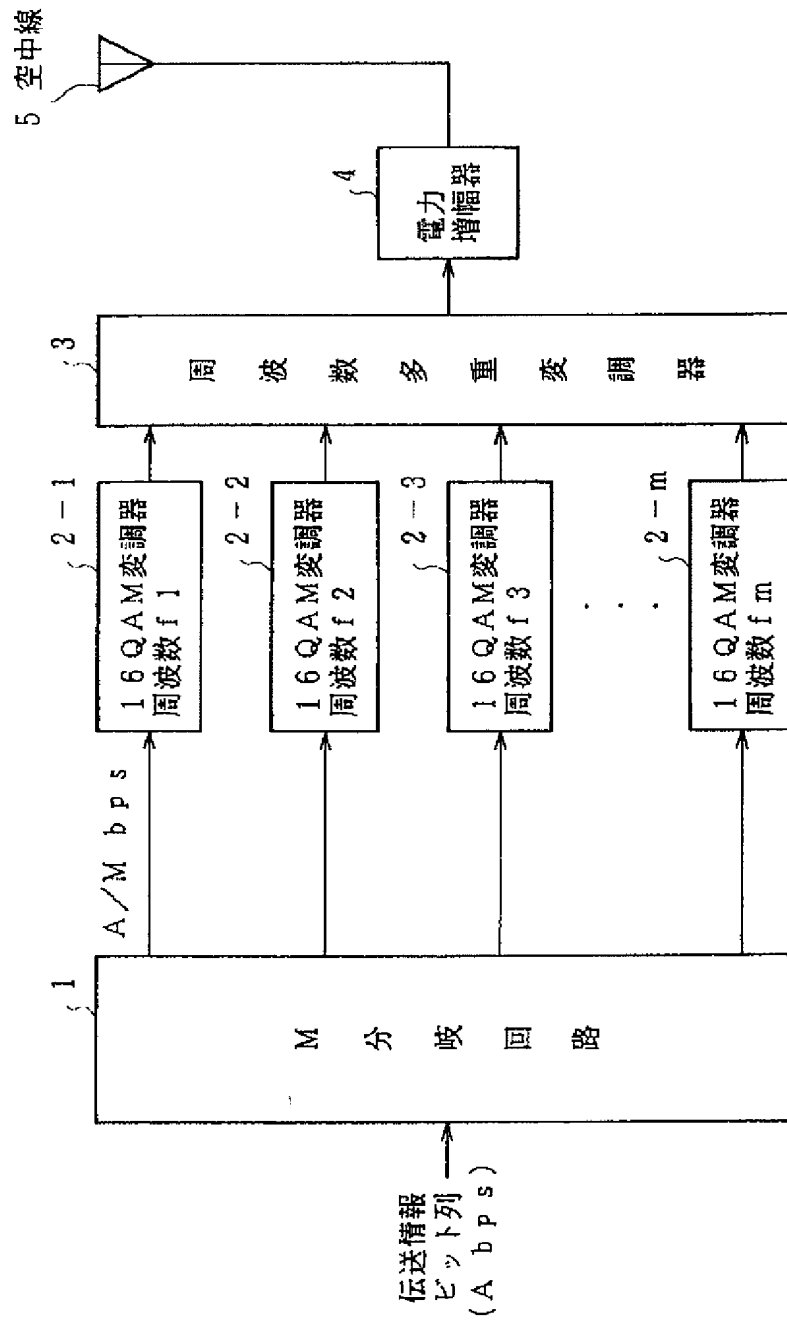 伝送情報
ビット列
(A bps)
1
M分岐回路
A/M bps
2-1
16QAM変調器
周波数f1
2-2
16QAM変調器
周波数f2
2-3
16QAM変調器
周波数f3
・・・
2-m
16QAM変調器
周波数fm
3
周波数多重変調器
4
電力
増幅器
5 空中線